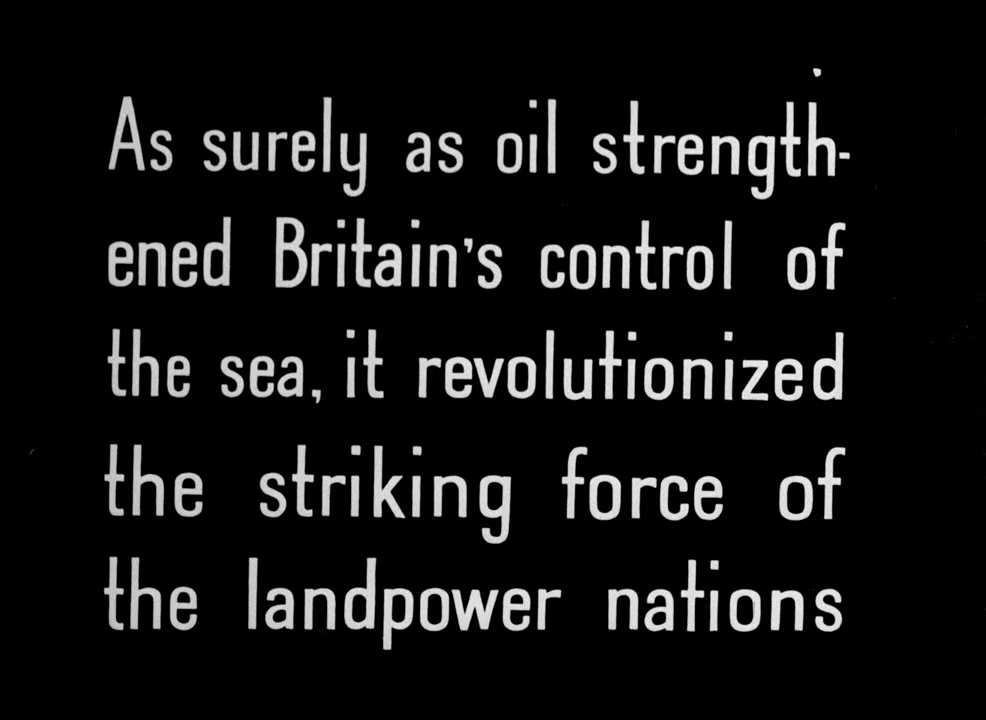 As surely as oil strength-
ened Britain's control of
the sea, it revolutionized
the striking force of
the landpower nations